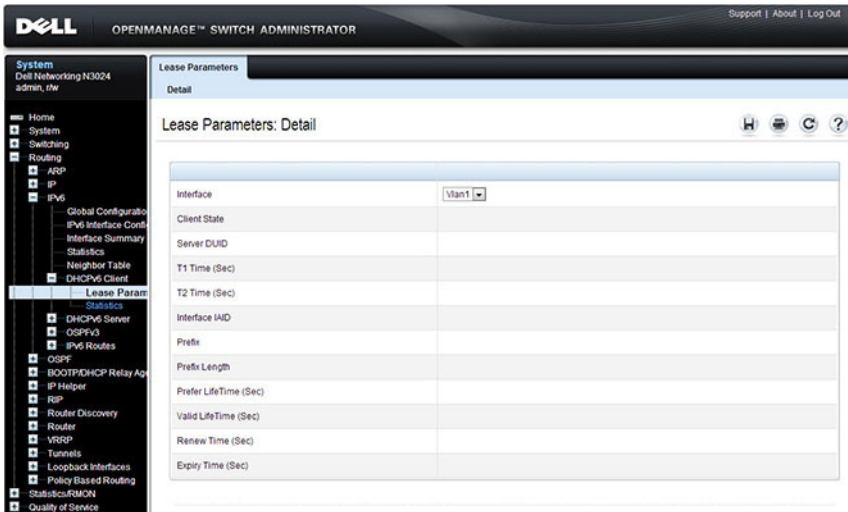 Support | About | Log Out
DELL OPENMANAGE™ SWITCH ADMINISTRATOR
System
Dell Networking N3024
admin, r/w
Home
System
Switching
Routing
ARP
IP
IPv6
Global Configuratio
IPv6 Interface Confi
Interface Summary
Statistics
Neighbor Table
DHCPv6 Client
Lease Param
Statistics
DHCPv6 Server
OSPFv3
IPv6 Routes
OSPF
BOOTP/DHCP Relay Age
IP Helper
RIP
Router Discovery
Router
VRRP
Tunnels
Loopback Interfaces
Policy Based Routing
Statistics/RMON
Quality of Service
Lease Parameters
Detail
Lease Parameters: Detail
Interface Vlan1
Client State
Server DUID
T1 Time (Sec)
T2 Time (Sec)
Interface IAID
Prefix
Prefix Length
Prefer LifeTime (Sec)
Valid LifeTime (Sec)
Renew Time (Sec)
Expiry Time (Sec)